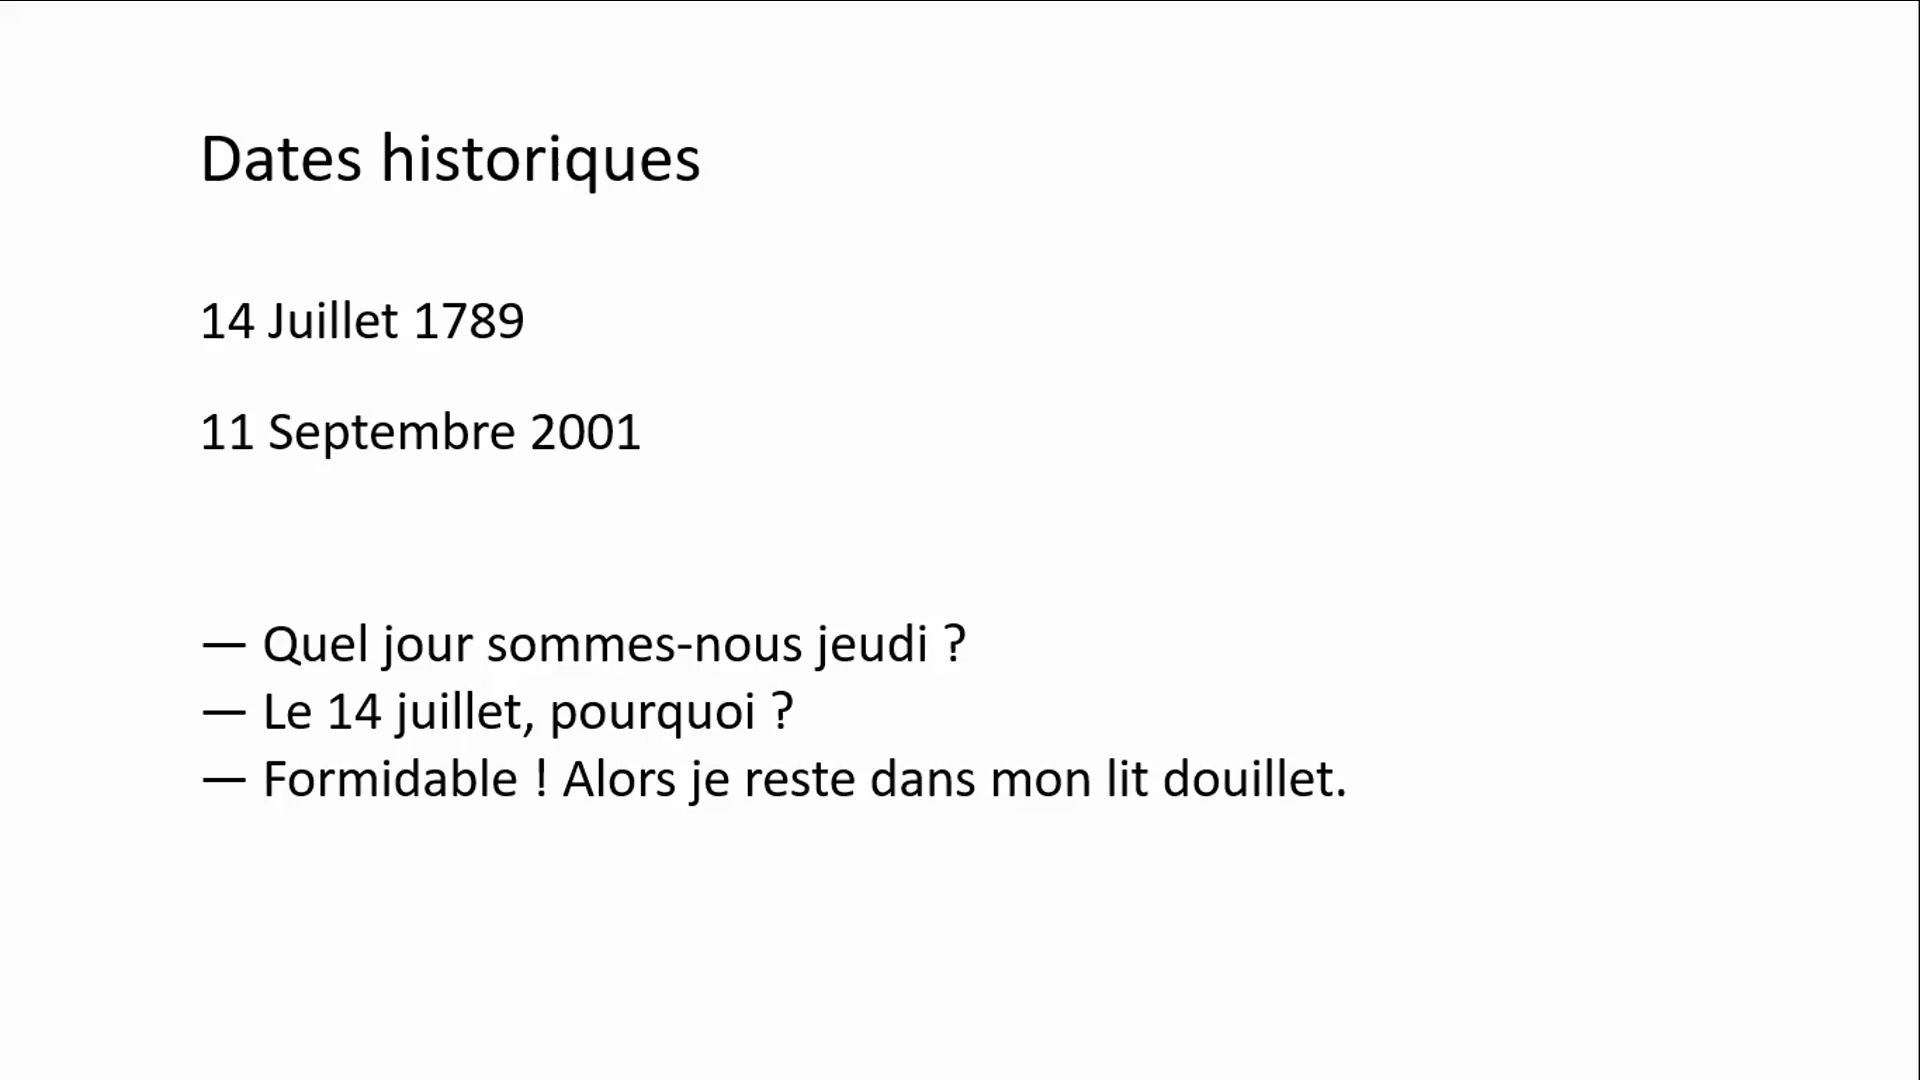 Dates historiques
14 Juillet 1789
11 Septembre 2001
— Quel jour sommes-nous jeudi ?
— Le 14 juillet, pourquoi ?
— Formidable ! Alors je reste dans mon lit douillet.